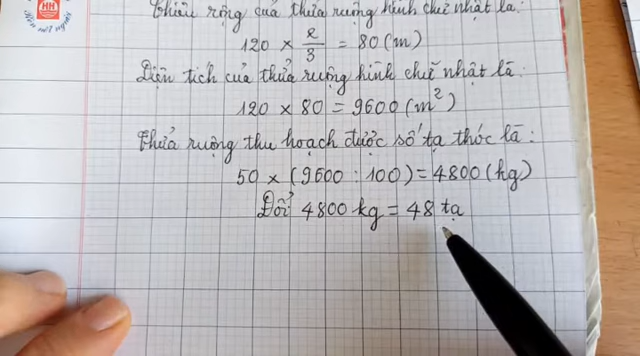 HH
Chiều rộng của thửa ruộng hình chữ nhật là:
120 × 2/3 = 80 (m)
Diện tích của thửa ruộng hình chữ nhật là:
120 × 80 = 9600 (m²)
Thửa ruộng thu hoạch được số tạ thóc là:
50 × (9600 : 100) = 4800 (kg)
Đổi 4800 kg = 48 tạ